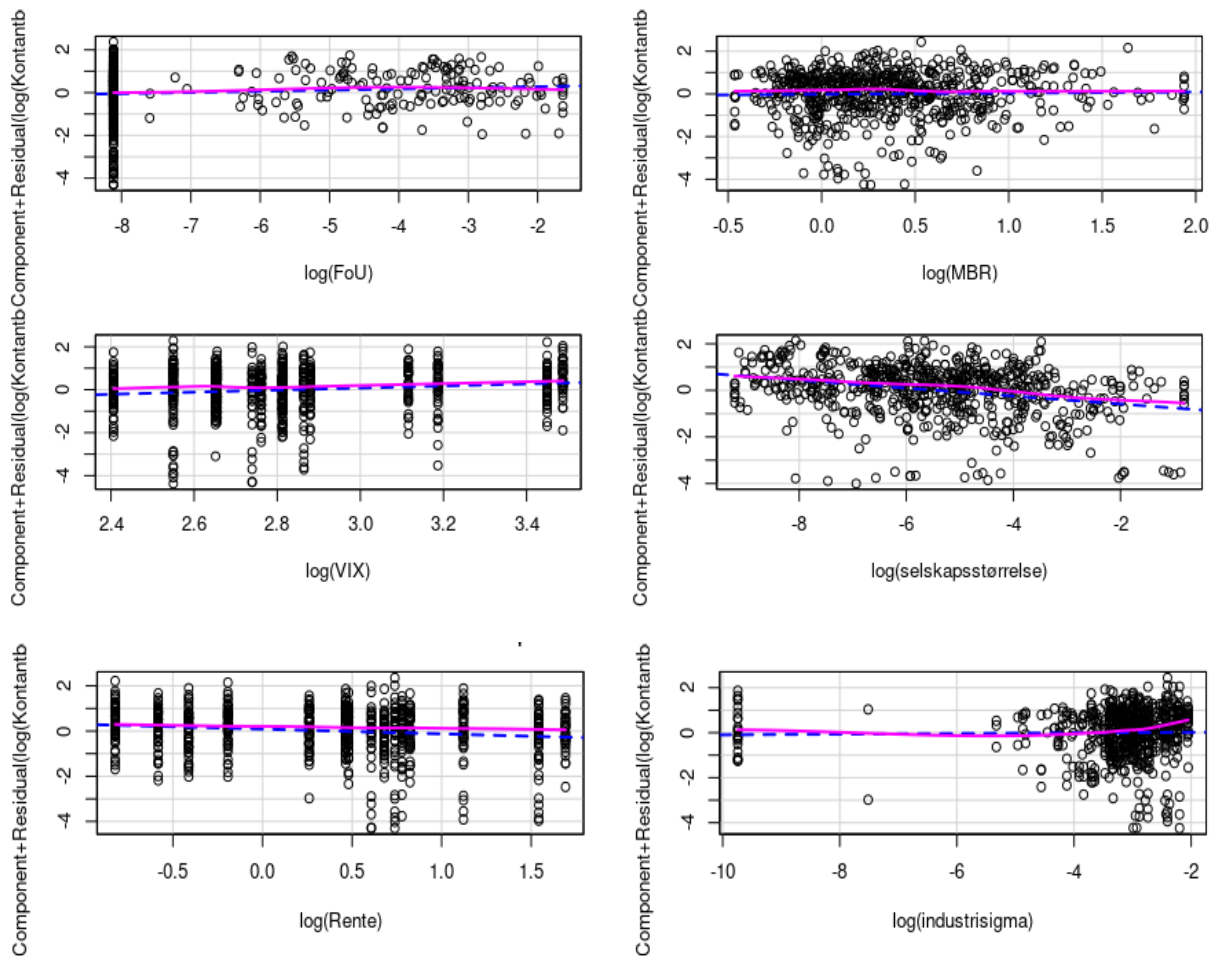 Component+Residual(log(Kontantb
2
0
-2
-4
-8 -7 -6 -5 -4 -3 -2
log(FoU)
Component+Residual(log(Kontantb
2
0
-2
-4
-0.5 0.0 0.5 1.0 1.5 2.0
log(MBR)
Component+Residual(log(Kontantb
2
0
-2
-4
2.4 2.6 2.8 3.0 3.2 3.4
log(VIX)
Component+Residual(log(Kontantb
2
0
-2
-4
-8 -6 -4 -2
log(selskapsstørrelse)
Component+Residual(log(Kontantb
2
0
-2
-4
-0.5 0.0 0.5 1.0 1.5
log(Rente)
Component+Residual(log(Kontantb
2
0
-2
-4
-10 -8 -6 -4 -2
log(industrisigma)